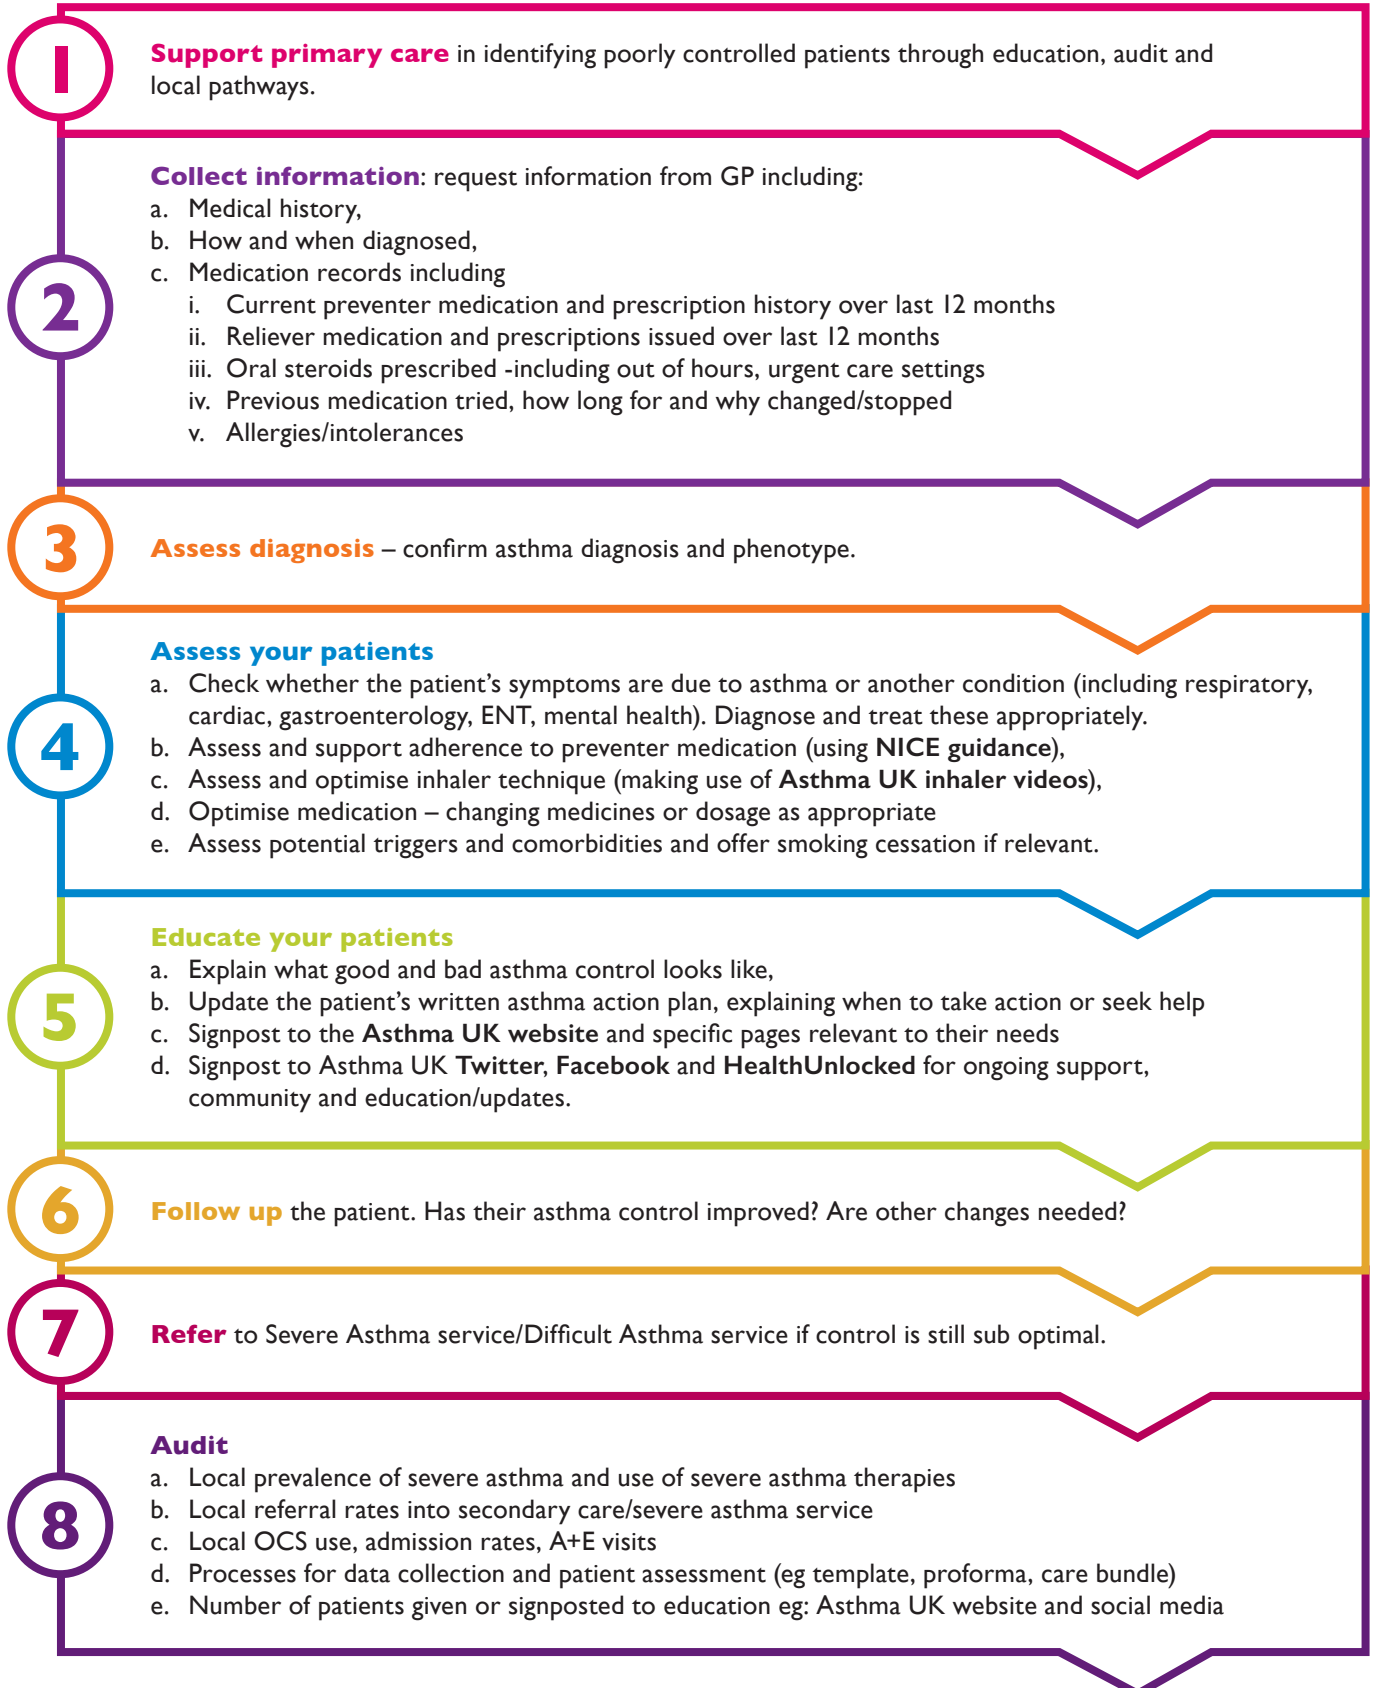 1
Support primary care in identifying poorly controlled patients through education, audit and
local pathways.
2
Collect information: request information from GP including:
a. Medical history,
b. How and when diagnosed,
c. Medication records including
i. Current preventer medication and prescription history over last 12 months
ii. Reliever medication and prescriptions issued over last 12 months
iii. Oral steroids prescribed -including out of hours, urgent care settings
iv. Previous medication tried, how long for and why changed/stopped
v. Allergies/intolerances
3
Assess diagnosis – confirm asthma diagnosis and phenotype.
4
Assess your patients
a. Check whether the patient’s symptoms are due to asthma or another condition (including respiratory,
cardiac, gastroenterology, ENT, mental health). Diagnose and treat these appropriately.
b. Assess and support adherence to preventer medication (using NICE guidance),
c. Assess and optimise inhaler technique (making use of Asthma UK inhaler videos),
d. Optimise medication – changing medicines or dosage as appropriate
e. Assess potential triggers and comorbidities and offer smoking cessation if relevant.
5
Educate your patients
a. Explain what good and bad asthma control looks like,
b. Update the patient’s written asthma action plan, explaining when to take action or seek help
c. Signpost to the Asthma UK website and specific pages relevant to their needs
d. Signpost to Asthma UK Twitter, Facebook and HealthUnlocked for ongoing support,
community and education/updates.
6
Follow up the patient. Has their asthma control improved? Are other changes needed?
7
Refer to Severe Asthma service/Difficult Asthma service if control is still sub optimal.
8
Audit
a. Local prevalence of severe asthma and use of severe asthma therapies
b. Local referral rates into secondary care/severe asthma service
c. Local OCS use, admission rates, A+E visits
d. Processes for data collection and patient assessment (eg template, proforma, care bundle)
e. Number of patients given or signposted to education eg: Asthma UK website and social media